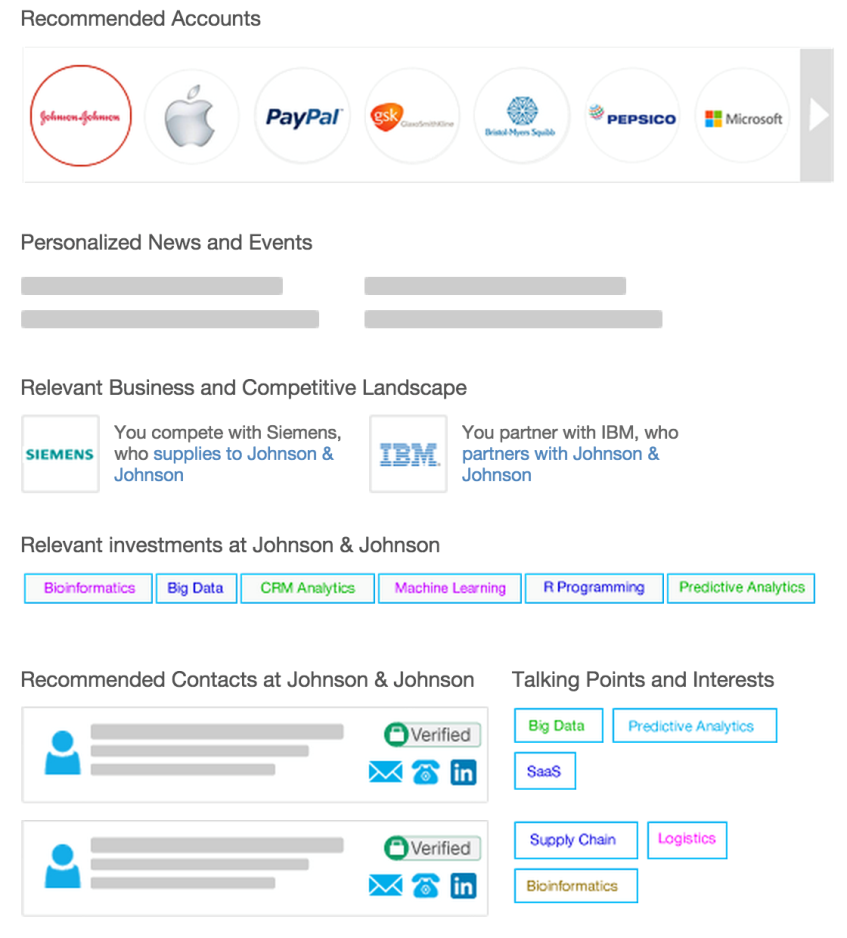 Recommended Accounts
Johnson & Johnson
PayPal
gsk GlaxoSmithKline
Bristol-Myers Squibb
PEPSICO
Microsoft
Personalized News and Events
Relevant Business and Competitive Landscape
SIEMENS
You compete with Siemens,
who supplies to Johnson &
Johnson
IBM
You partner with IBM, who
partners with Johnson &
Johnson
Relevant investments at Johnson & Johnson
Bioinformatics
Big Data
CRM Analytics
Machine Learning
R Programming
Predictive Analytics
Recommended Contacts at Johnson & Johnson
Verified
in
Verified
in
Talking Points and Interests
Big Data
Predictive Analytics
SaaS
Supply Chain
Logistics
Bioinformatics